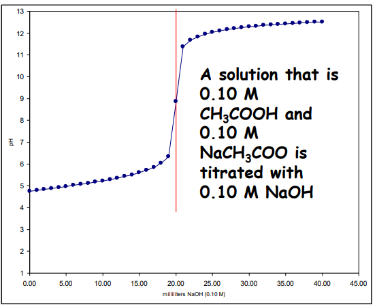 13
12
11
10
9
8
7
6
5
4
3
2
1
pH
A solution that is
0.10 M
CH₃COOH and
0.10 M
NaCH₃COO is
titrated with
0.10 M NaOH
0.00 5.00 10.00 15.00 20.00 25.00 30.00 35.00 40.00 45.00
milliliters NaOH (0.10 M)